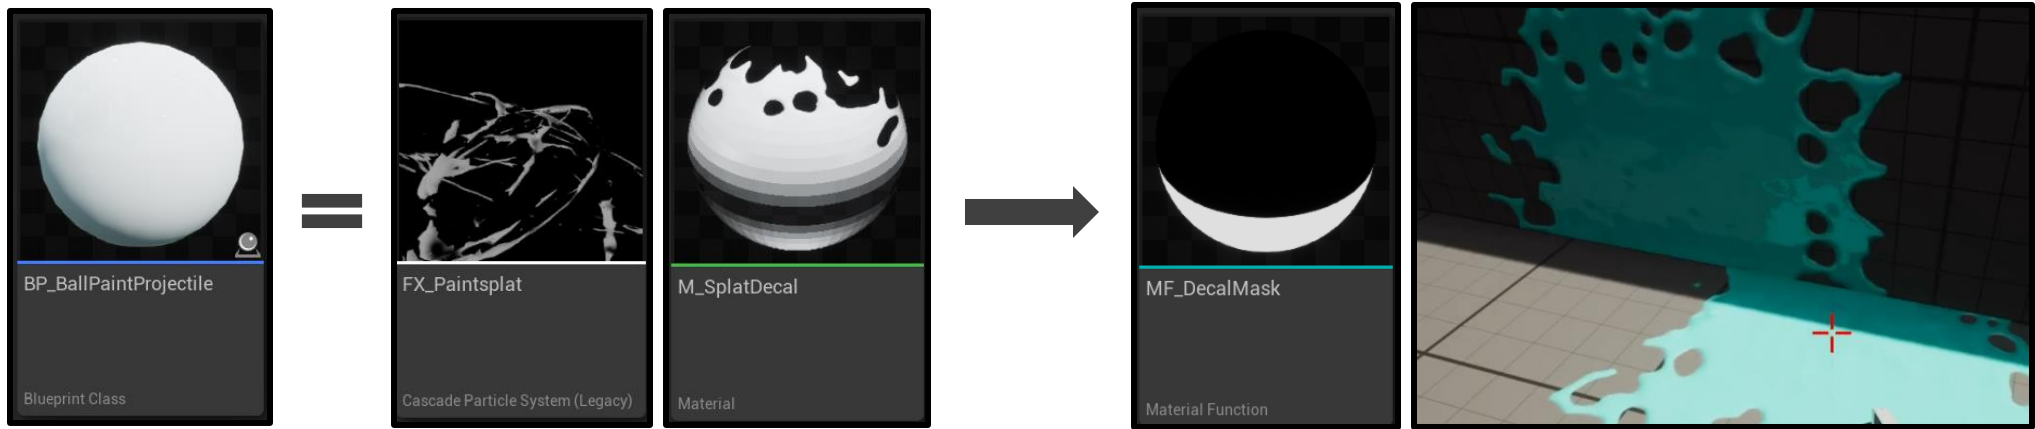 BP_BallPaintProjectile
Blueprint Class
FX_Paintsplat
Cascade Particle System (Legacy)
M_SplatDecal
Material
MF_DecalMask
Material Function